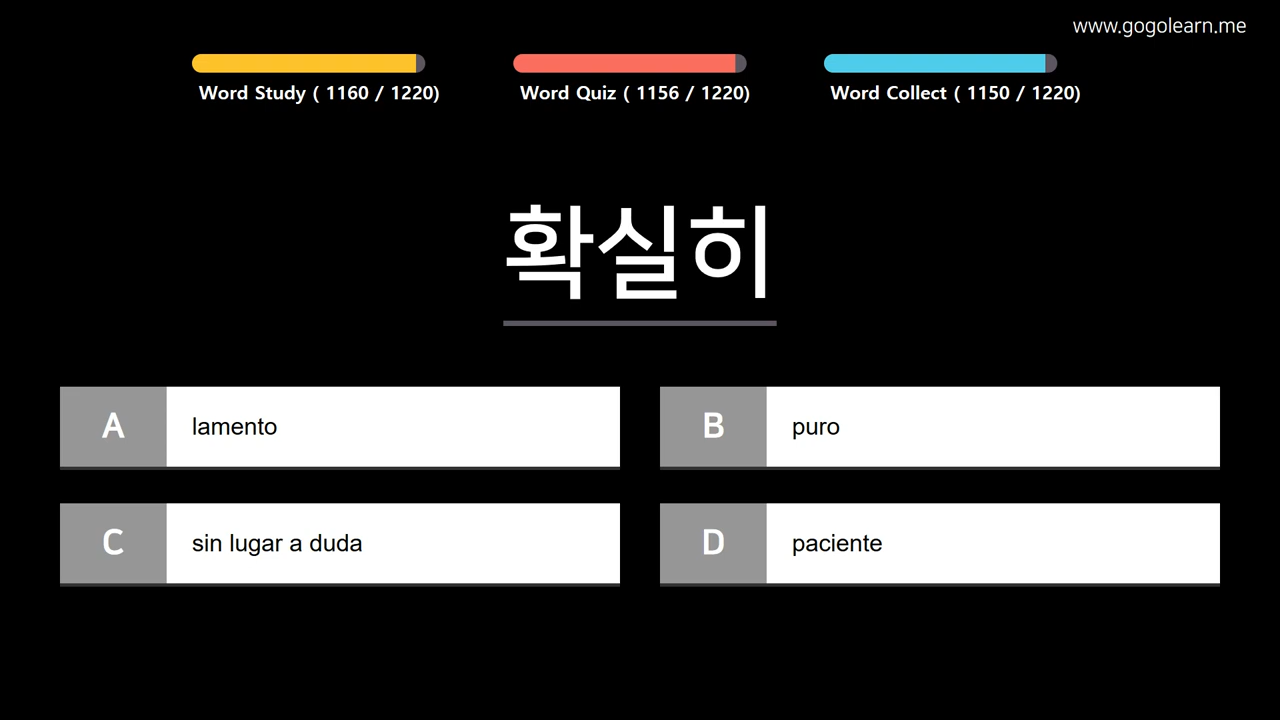 www.gogolearn.me
Word Study ( 1160 / 1220)
Word Quiz ( 1156 / 1220)
Word Collect ( 1150 / 1220)
확실히
A lamento
B puro
C sin lugar a duda
D paciente